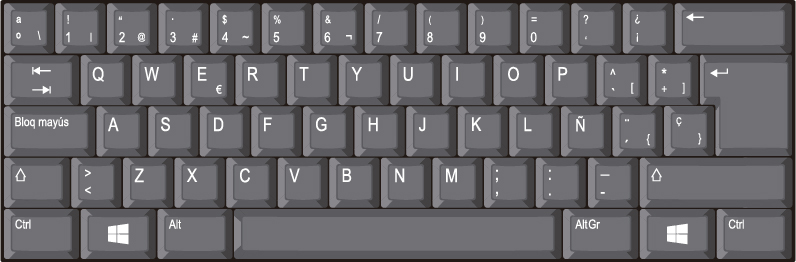 a ! " · $ % & / ( ) = ? ¿ ←
º \ 1 | 2 @ 3 # 4 ~ 5 6 ¬ 7 8 9 0 ' ¡
Q W E € R T Y U I O P ^ ` [ * + ] ↵
Bloq mayús A S D F G H J K L Ñ ¨ ´ { ç }
⇧ > < Z X C V B N M ; , : . _ - ⇧
Ctrl Alt AltGr Ctrl